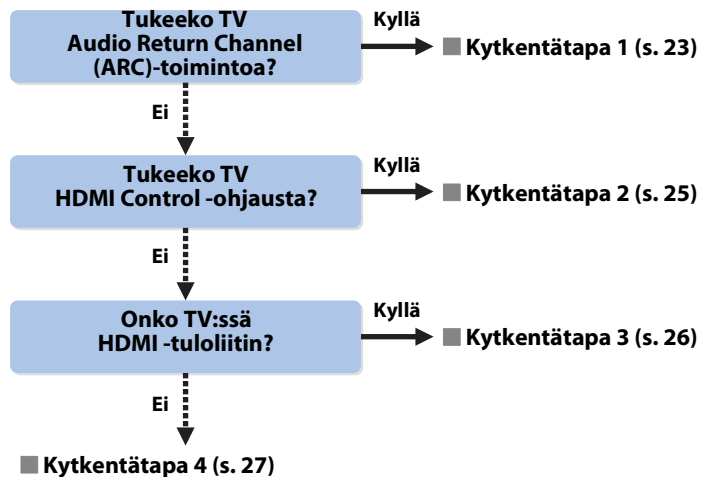 Tukeeko TV
Audio Return Channel
(ARC)-toimintoa?
Kyllä
Kytkentätapa 1 (s. 23)
Ei
Tukeeko TV
HDMI Control -ohjausta?
Kyllä
Kytkentätapa 2 (s. 25)
Ei
Onko TV:ssä
HDMI -tuloliitin?
Kyllä
Kytkentätapa 3 (s. 26)
Ei
Kytkentätapa 4 (s. 27)